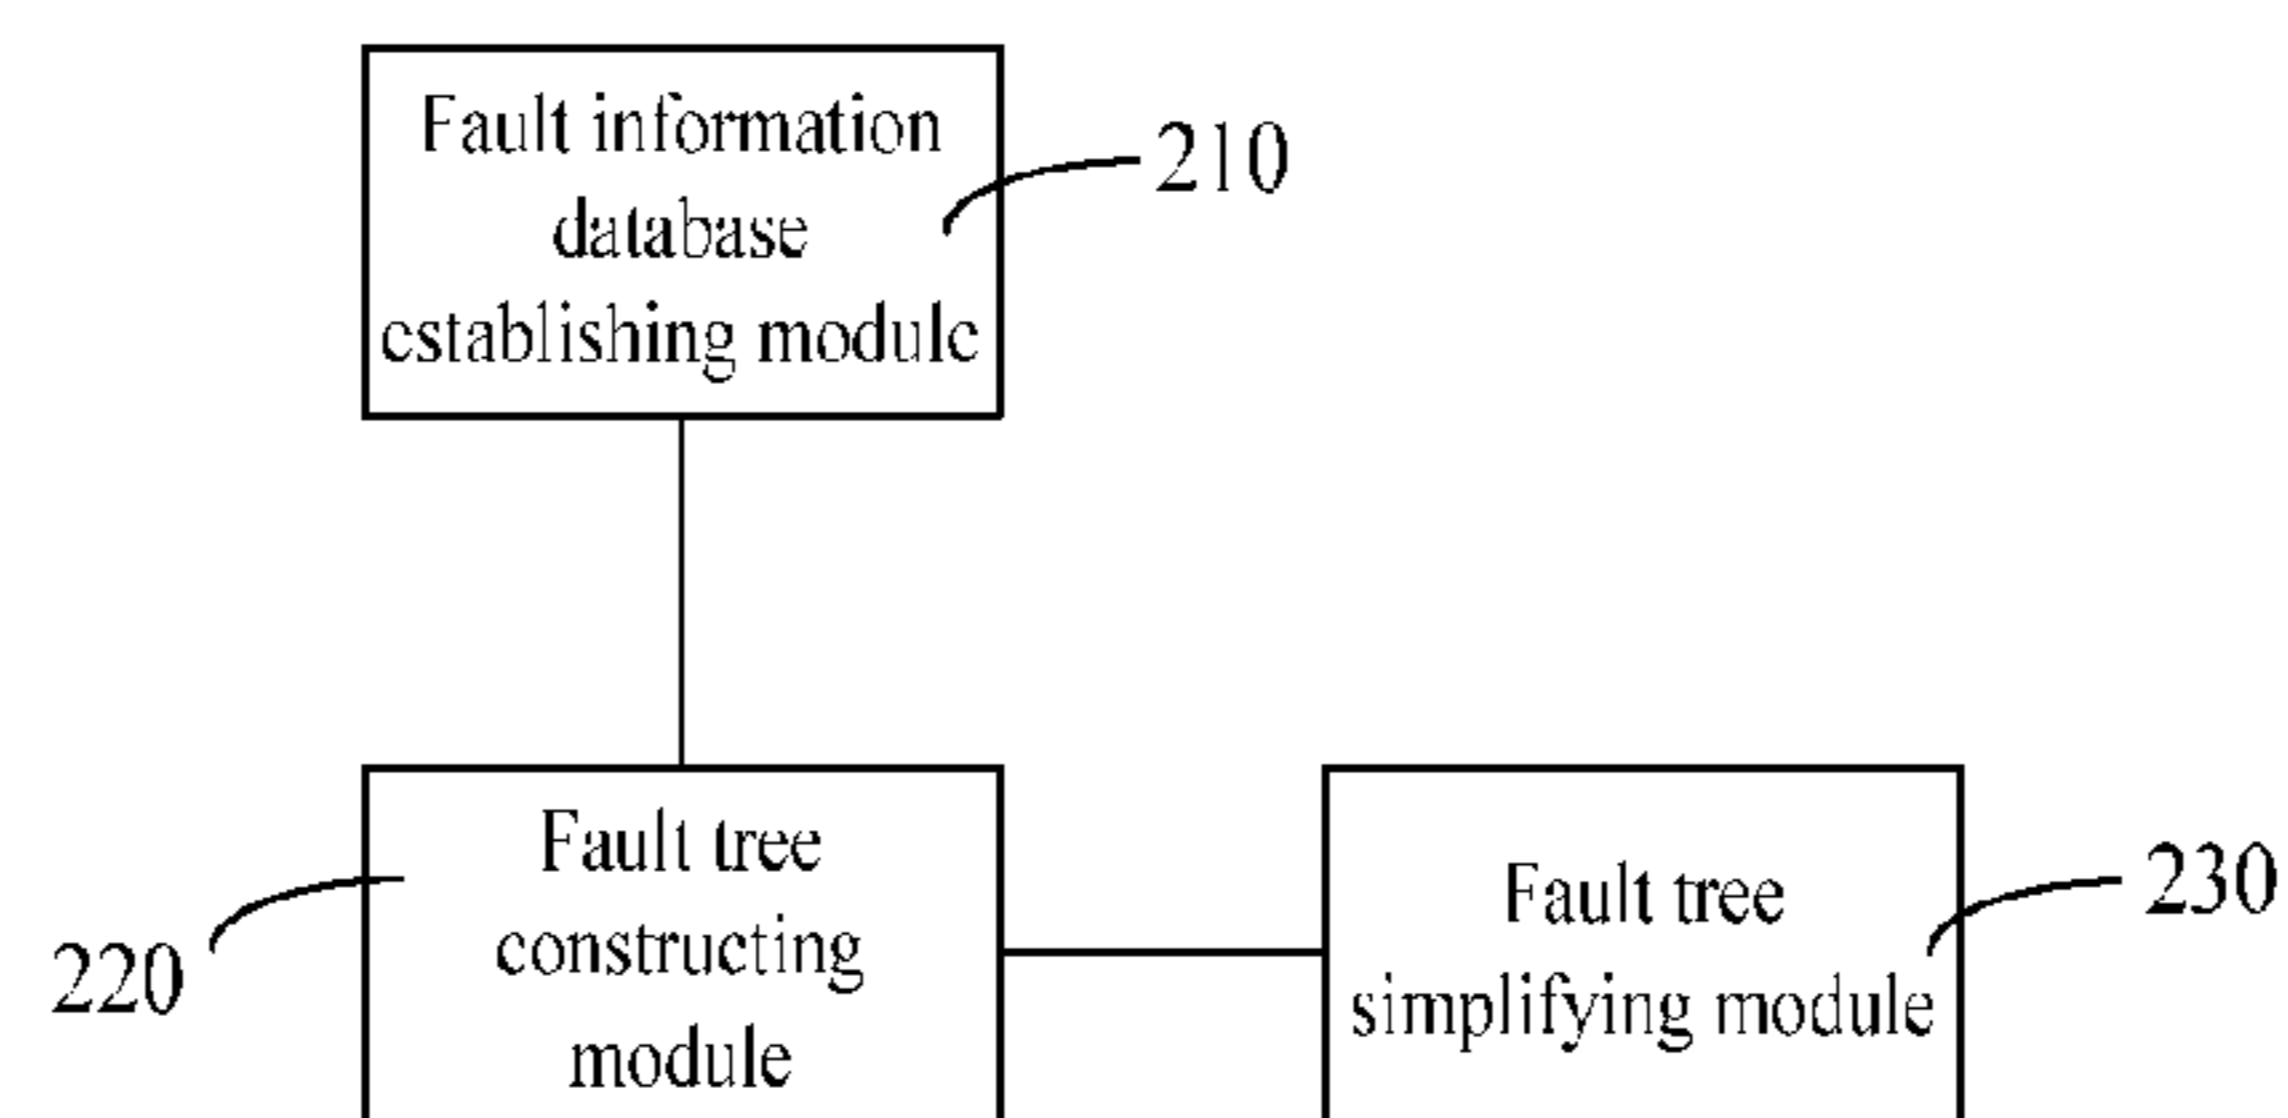 Fault information
database
establishing module
210
Fault tree
constructing
module
220
Fault tree
simplifying module
230